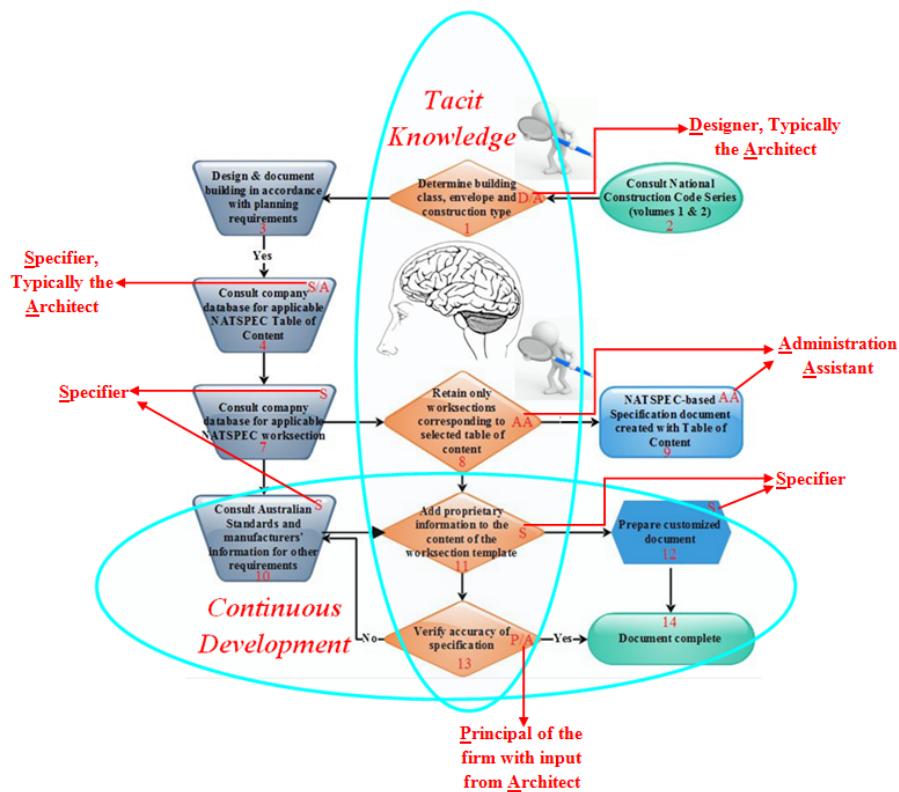 Tacit
Knowledge
Designer, Typically
the Architect
Design & document
building in accordance
with planning
requirements
3
Determine building
class, envelope and
construction type
D/A
1
Consult National
Construction Code Series
(volumes 1 & 2)
2
Yes
Specifier,
Typically the
Architect
S/A
Consult company
database for applicable
NATSPEC Table of
Content
4
Administration
Assistant
Specifier
S
Consult comapny
database for applicable
NATSPEC worksection
7
Retain only
worksections
corresponding to
selected table of
content
AA
8
AA
NATSPEC-based
Specification document
created with Table of
Content
9
Specifier
S
Consult Australian
Standards and
manufacturers'
information for other
requirements
10
Add proprietary
information to the
content of the
worksection template
S
11
S
Prepare customized
document
12
Continuous
Development
No
Verify accuracy of
specification
P/A
13
Yes
14
Document complete
Principal of the
firm with input
from Architect